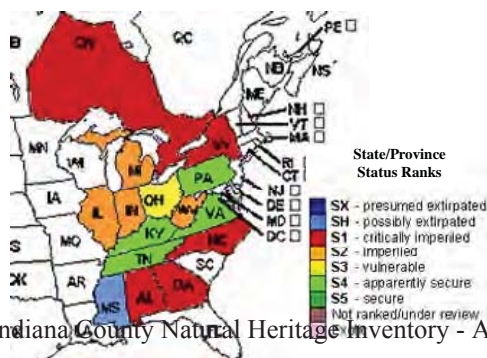 PE
ON
QC
NB
NS
ME
NH
VT
MN
MA
WI
NY
State/Province
Status Ranks
MI
RI
CT
PA
IA
NJ
SX - presumed extirpated
OH
DE
SH - possibly extirpated
IL
IN
WV
MD
S1 - critically imperiled
VA
DC
S2 - imperiled
MO
KY
S3 - vulnerable
NC
S4 - apparently secure
TN
S5 - secure
OK
AR
SC
Not ranked/under review
MS
AL
GA
ndiana County Natural Heritage Inventory - A